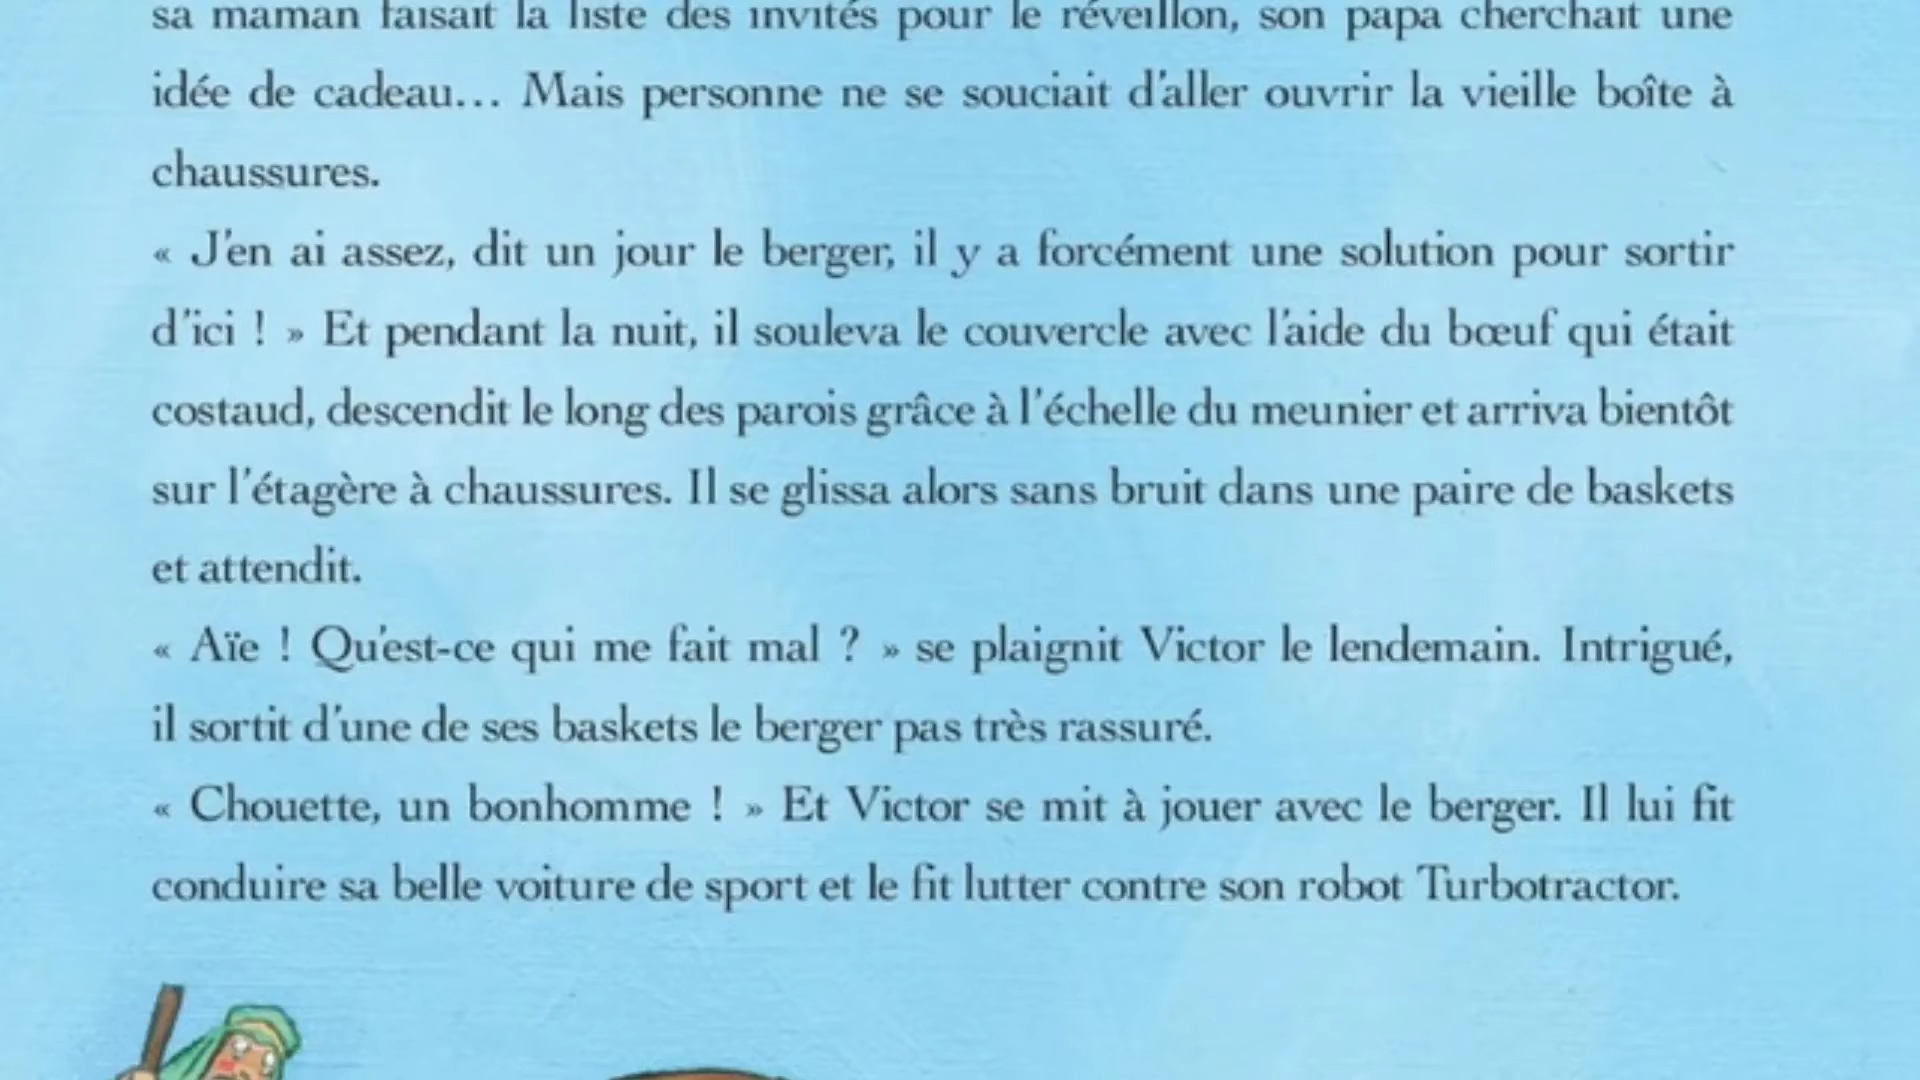 sa maman faisait la liste des invités pour le réveillon, son papa cherchait une
idée de cadeau… Mais personne ne se souciait d'aller ouvrir la vieille boîte à
chaussures.
« J'en ai assez, dit un jour le berger, il y a forcément une solution pour sortir
d'ici ! » Et pendant la nuit, il souleva le couvercle avec l'aide du bœuf qui était
costaud, descendit le long des parois grâce à l'échelle du meunier et arriva bientôt
sur l'étagère à chaussures. Il se glissa alors sans bruit dans une paire de baskets
et attendit.
« Aïe ! Qu'est-ce qui me fait mal ? » se plaignit Victor le lendemain. Intrigué,
il sortit d'une de ses baskets le berger pas très rassuré.
« Chouette, un bonhomme ! » Et Victor se mit à jouer avec le berger. Il lui fit
conduire sa belle voiture de sport et le fit lutter contre son robot Turbotractor.